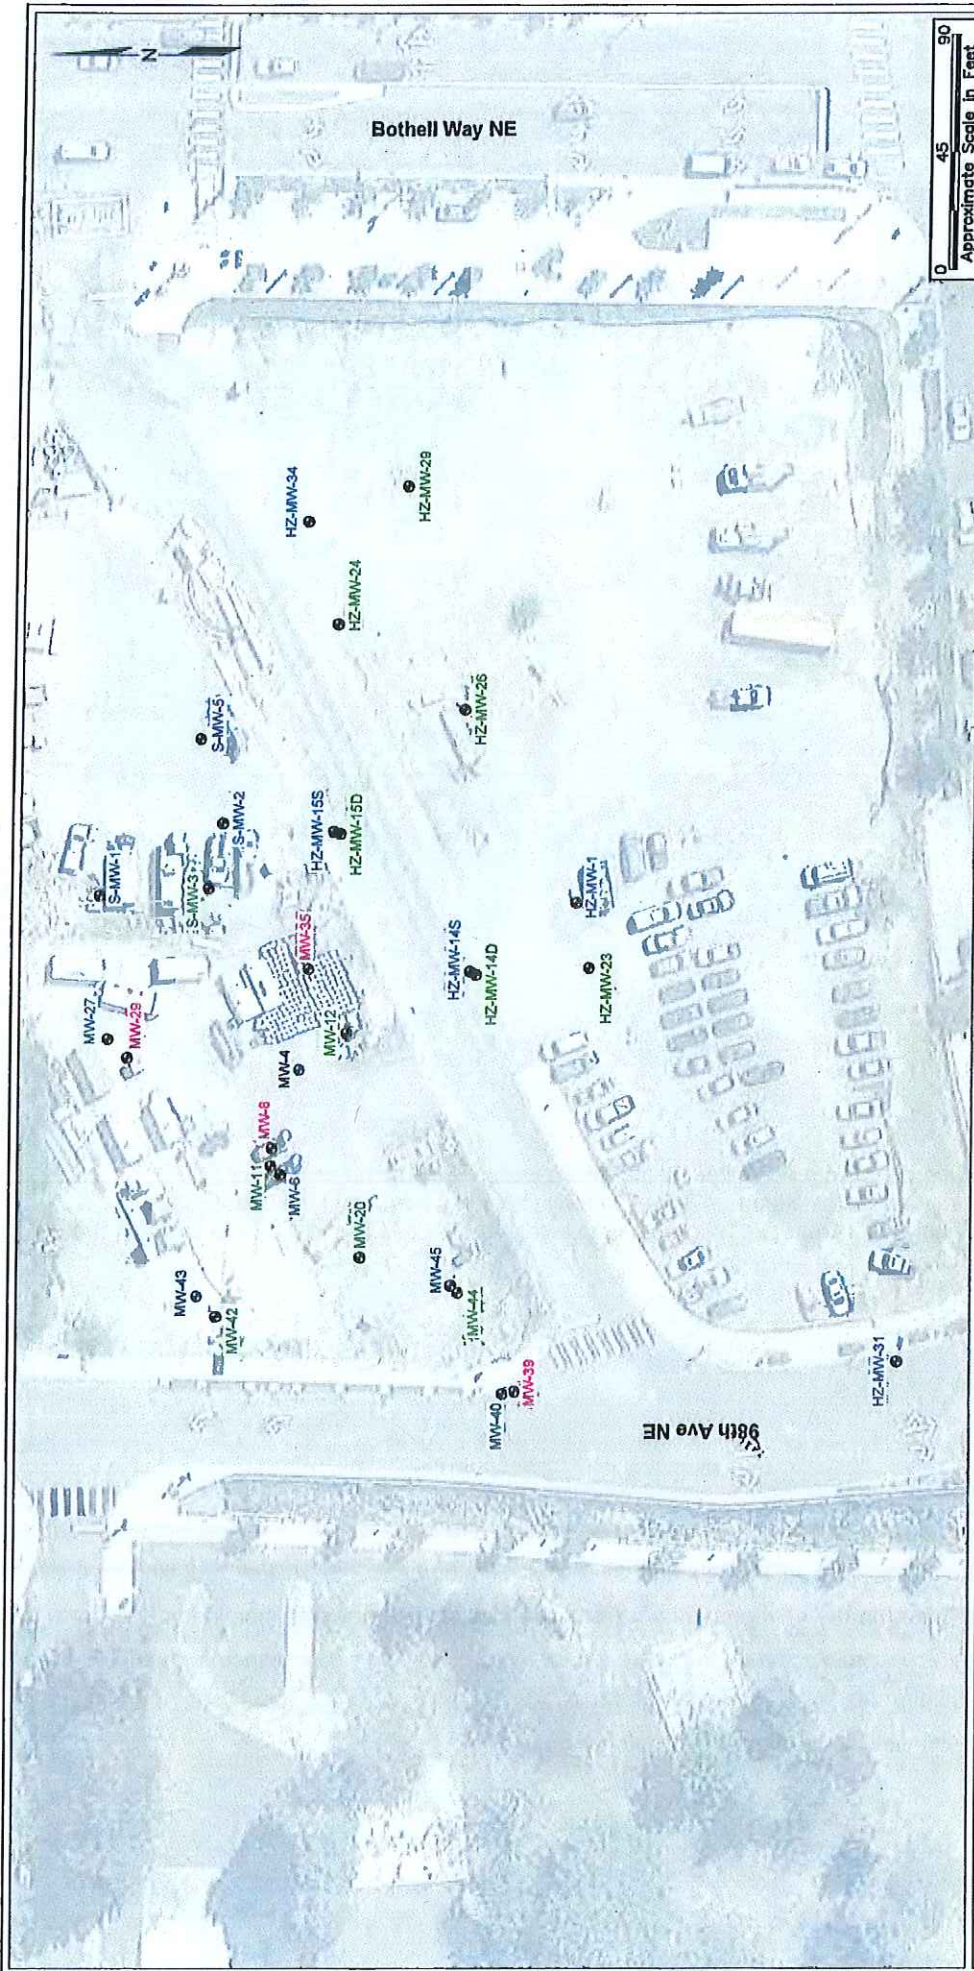 N
Bothell Way NE
0 45 90
Approximate Scale in Feet
HZ-MW-34
HZ-MW-29
HZ-MW-24
HZ-MW-26
S-MW-5
S-MW-2
HZ-MW-15S
HZ-MW-15D
S-MW-1
S-MW-3
HZ-MW-1
MW-35
HZ-MW-14S
HZ-MW-14D
HZ-MW-23
MW-27
MW-29
MW-12
MW-4
MW-8
MW-11
MW-6
MW-20
MW-43
MW-42
MW-45
MW-44
MW-40
MW-39
HZ-MW-31
98th Ave NE